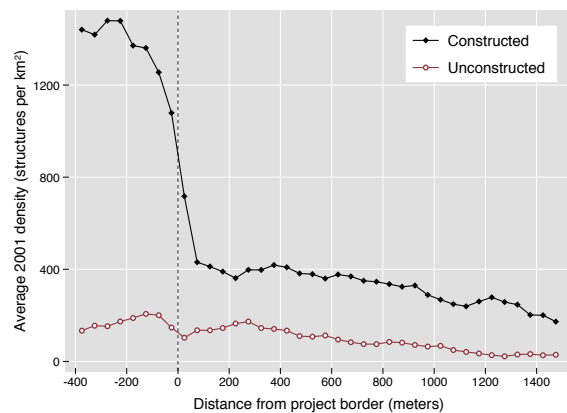 Constructed
Unconstructed
Average 2001 density (structures per km²)
1200
800
400
0
-400 -200 0 200 400 600 800 1000 1200 1400
Distance from project border (meters)